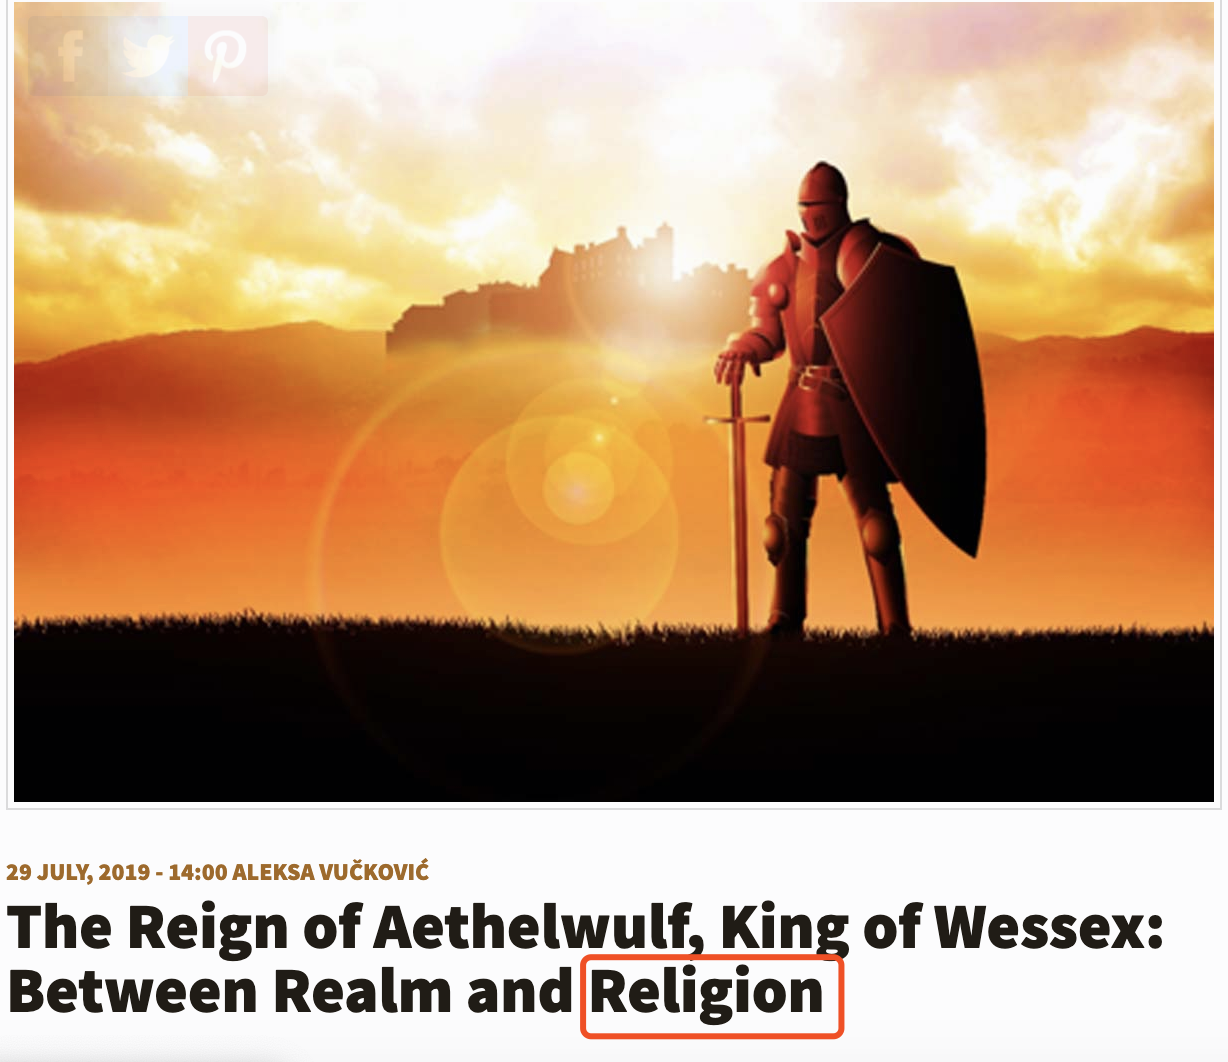 29 JULY, 2019 - 14:00 ALEKSA VUČKOVIĆ
The Reign of Aethelwulf, King of Wessex:
Between Realm and Religion